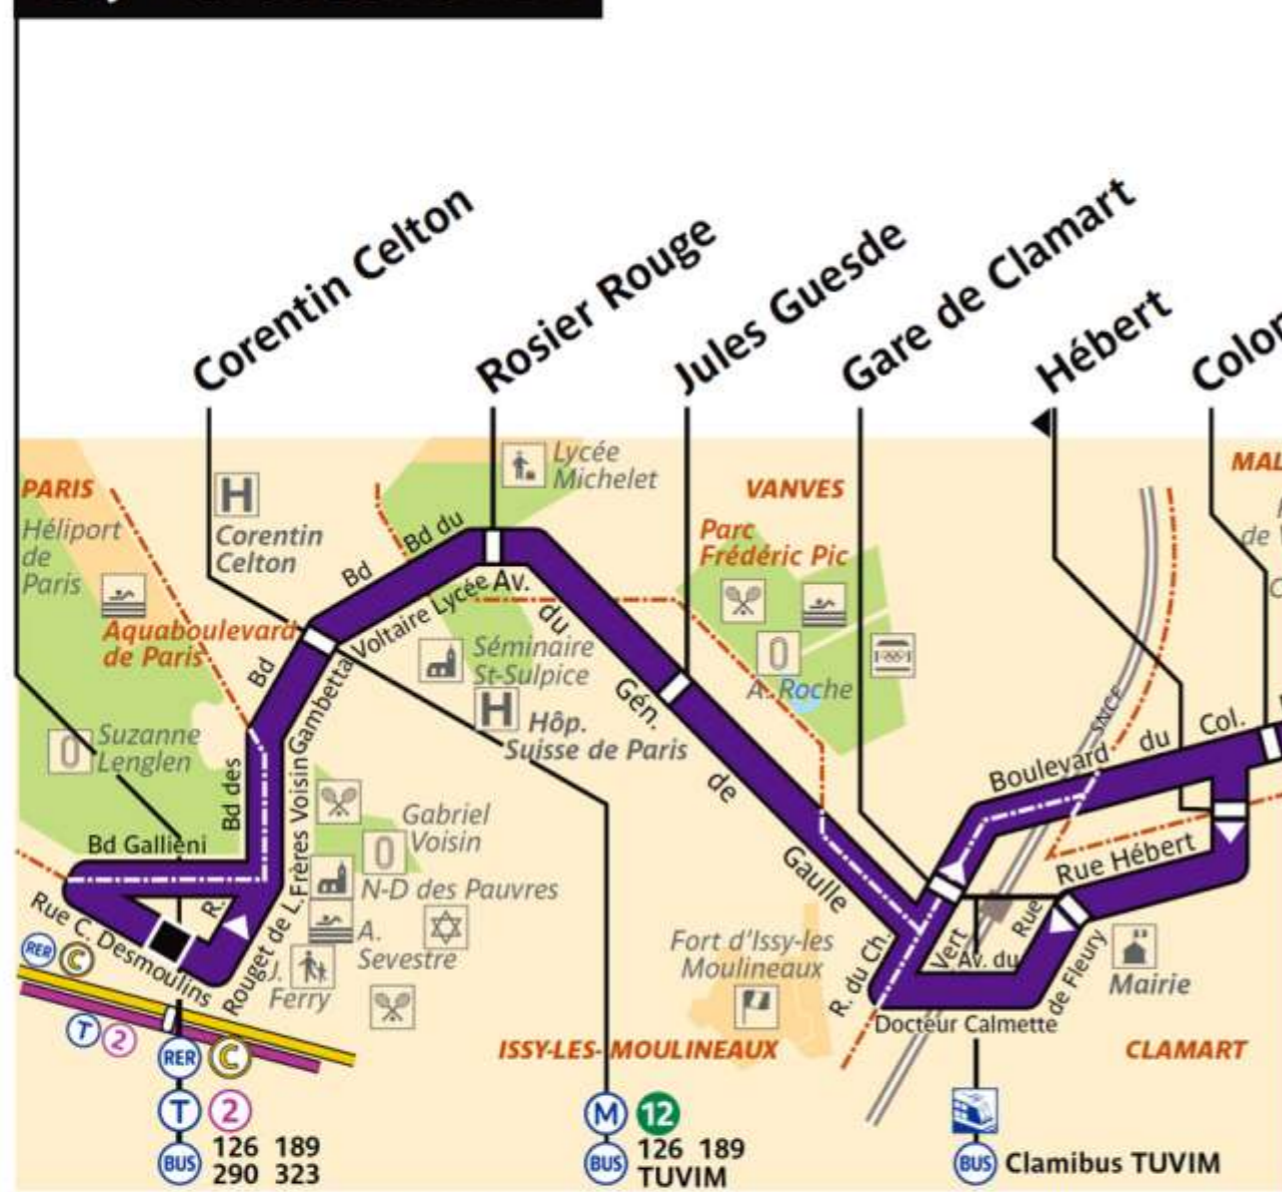 Corentin Celton
Rosier Rouge
Jules Guesde
Gare de Clamart
Hébert
PARIS
Héliport
de
Paris
H
Corentin
Celton
Aquaboulevard
de Paris
Suzanne
Lenglen
Lycée
Michelet
VANVES
Parc
Frédéric Pic
A. Roche
Séminaire
St-Sulpice
H
Hôp.
Suisse de Paris
Bd Gallieni
Bd des
Frères Voisin
Bd
Gambetta
Bd
Voltaire
Bd du
Lycée
Av.
du
Gén.
de
Gaulle
Rue C. Desmoulins
R.
Rouget de L.
Gabriel
Voisin
N-D des Pauvres
A.
Sevestre
J.
Ferry
Fort d'Issy-les
Moulineaux
R. du Ch.
Vert
Av. du
Docteur Calmette
Rue
de Fleury
Rue Hébert
Boulevard
du
Col.
SNCF
Mairie
ISSY-LES-MOULINEAUX
CLAMART
RER C
T 2
RER C
T 2
BUS 126 189
290 323
M 12
BUS 126 189
TUVIM
BUS Clamibus TUVIM